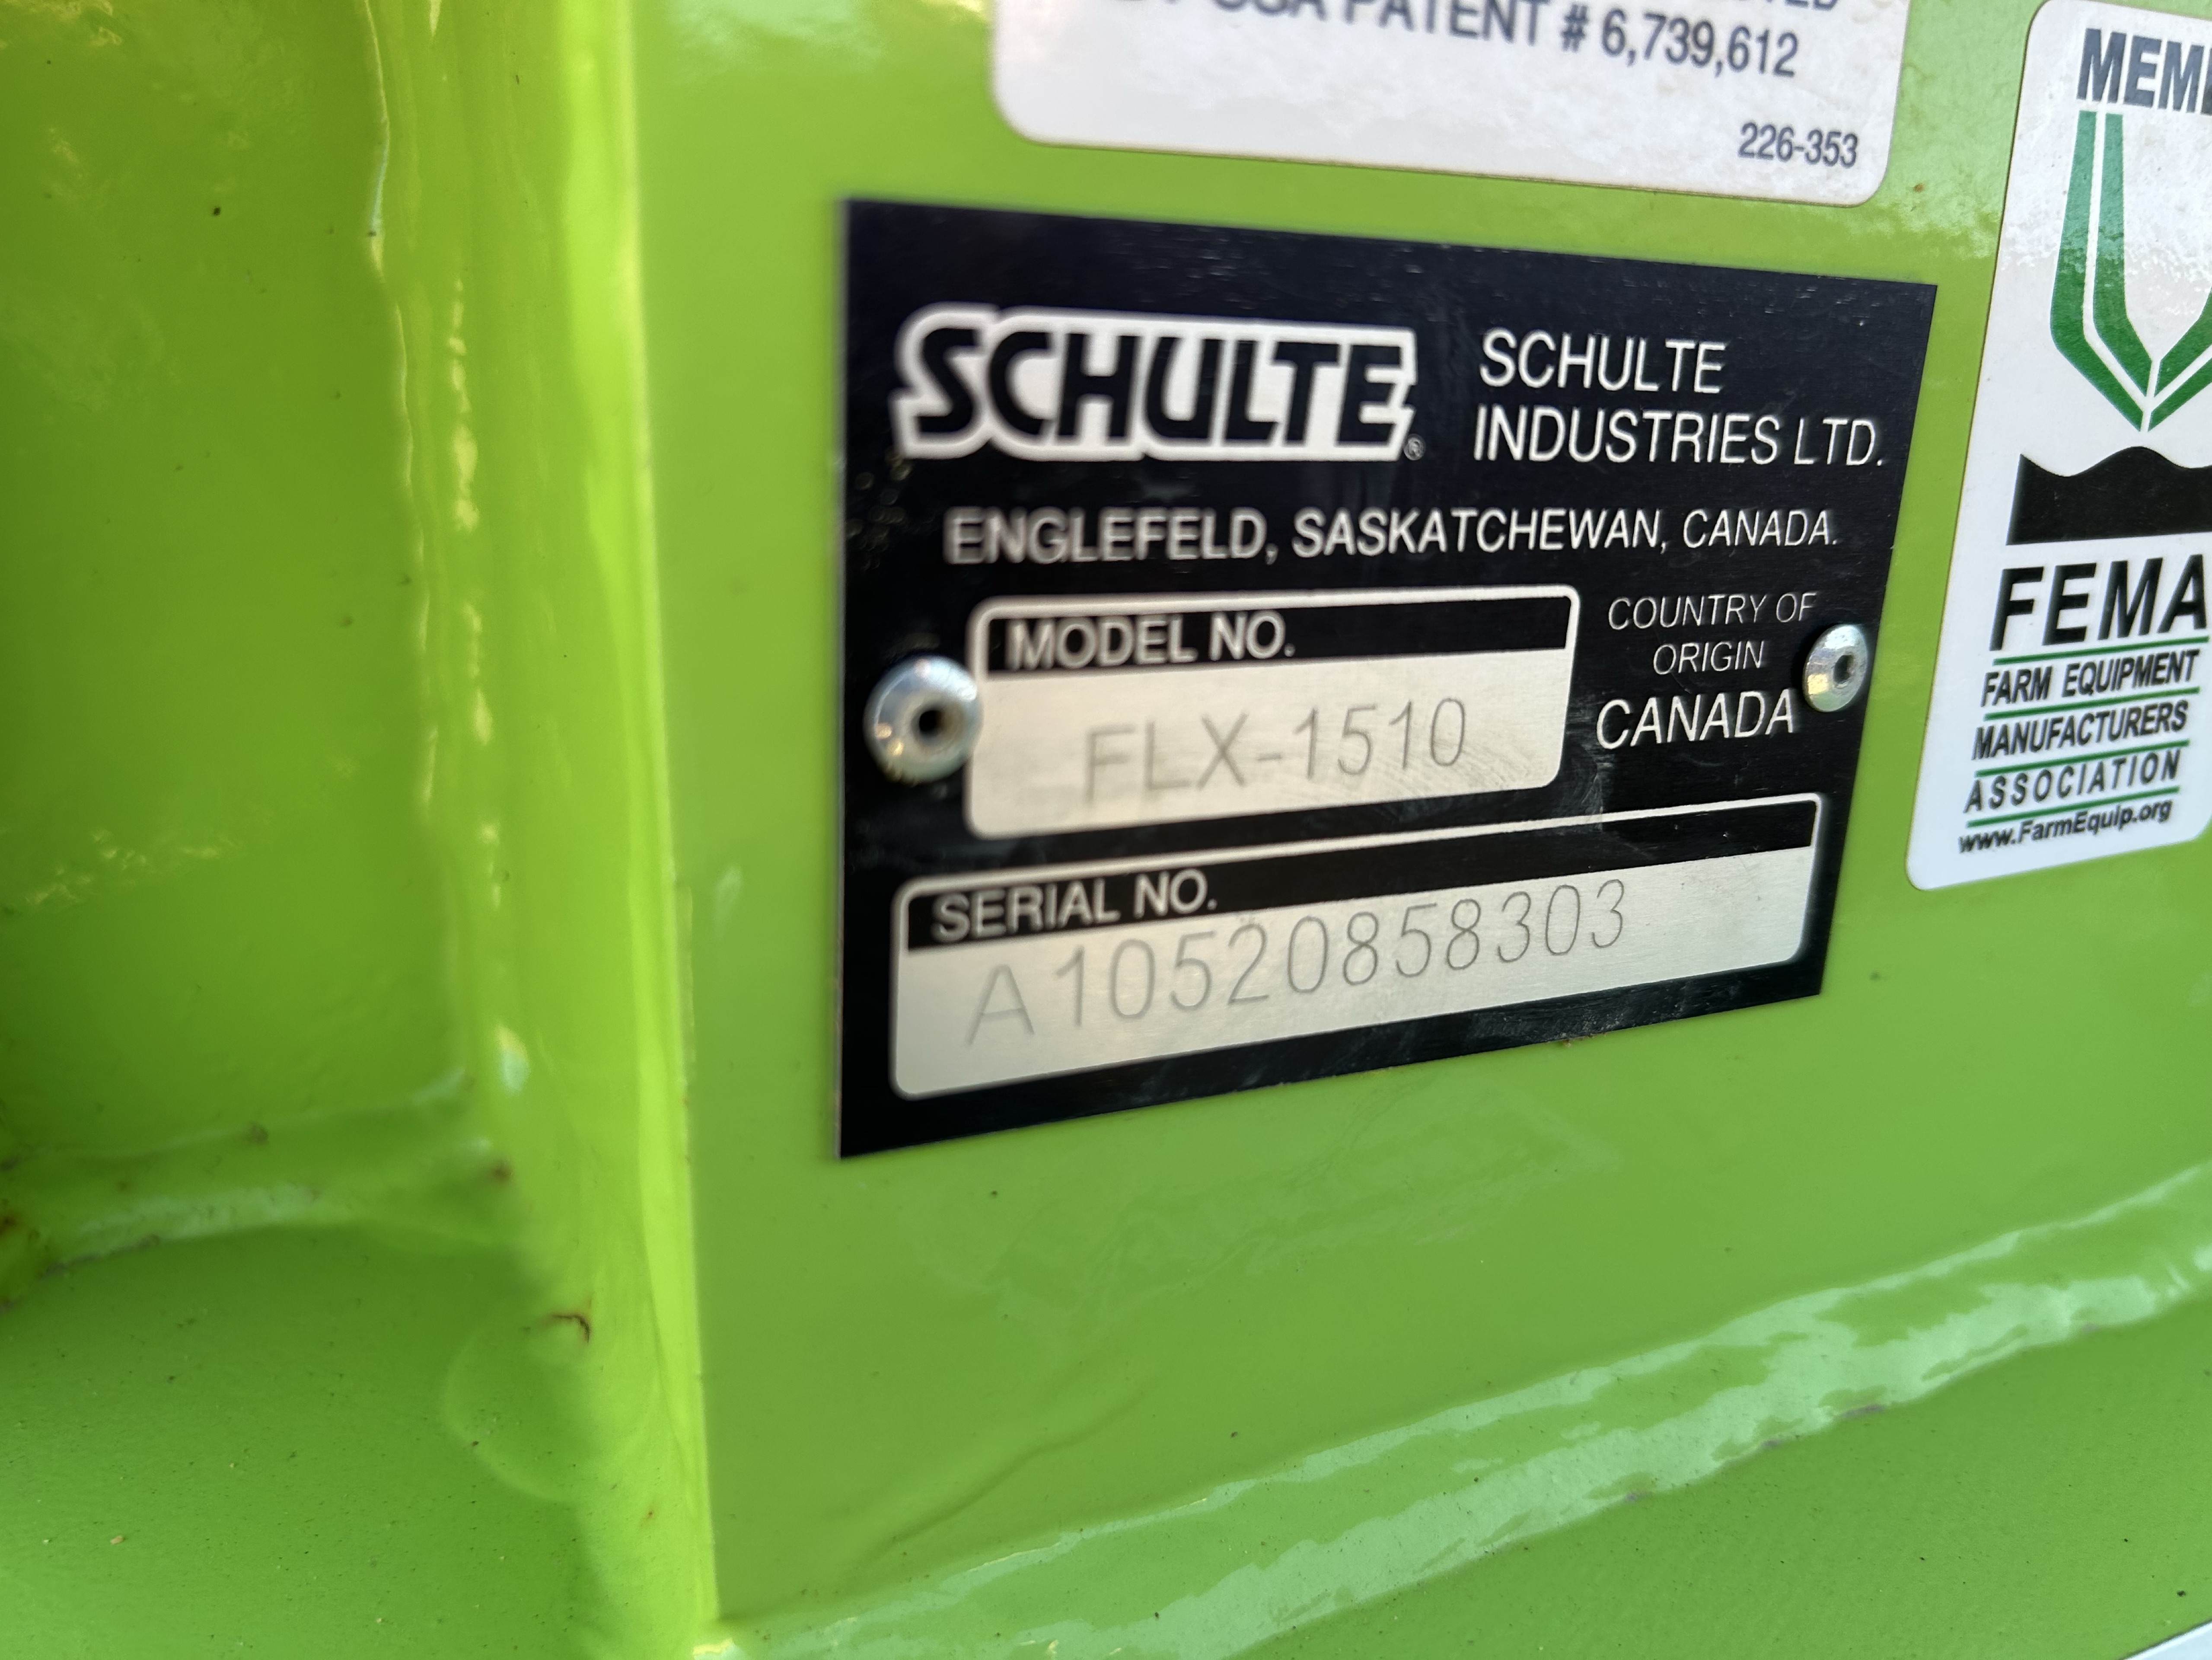 PATENT # 6,739,612
226-353
SCHULTE®
SCHULTE
INDUSTRIES LTD.
ENGLEFELD, SASKATCHEWAN, CANADA.
MODEL NO.
FLX-1510
COUNTRY OF
ORIGIN
CANADA
SERIAL NO.
A10520858303
FEMA
FARM EQUIPMENT
MANUFACTURERS
ASSOCIATION
www.FarmEquip.org